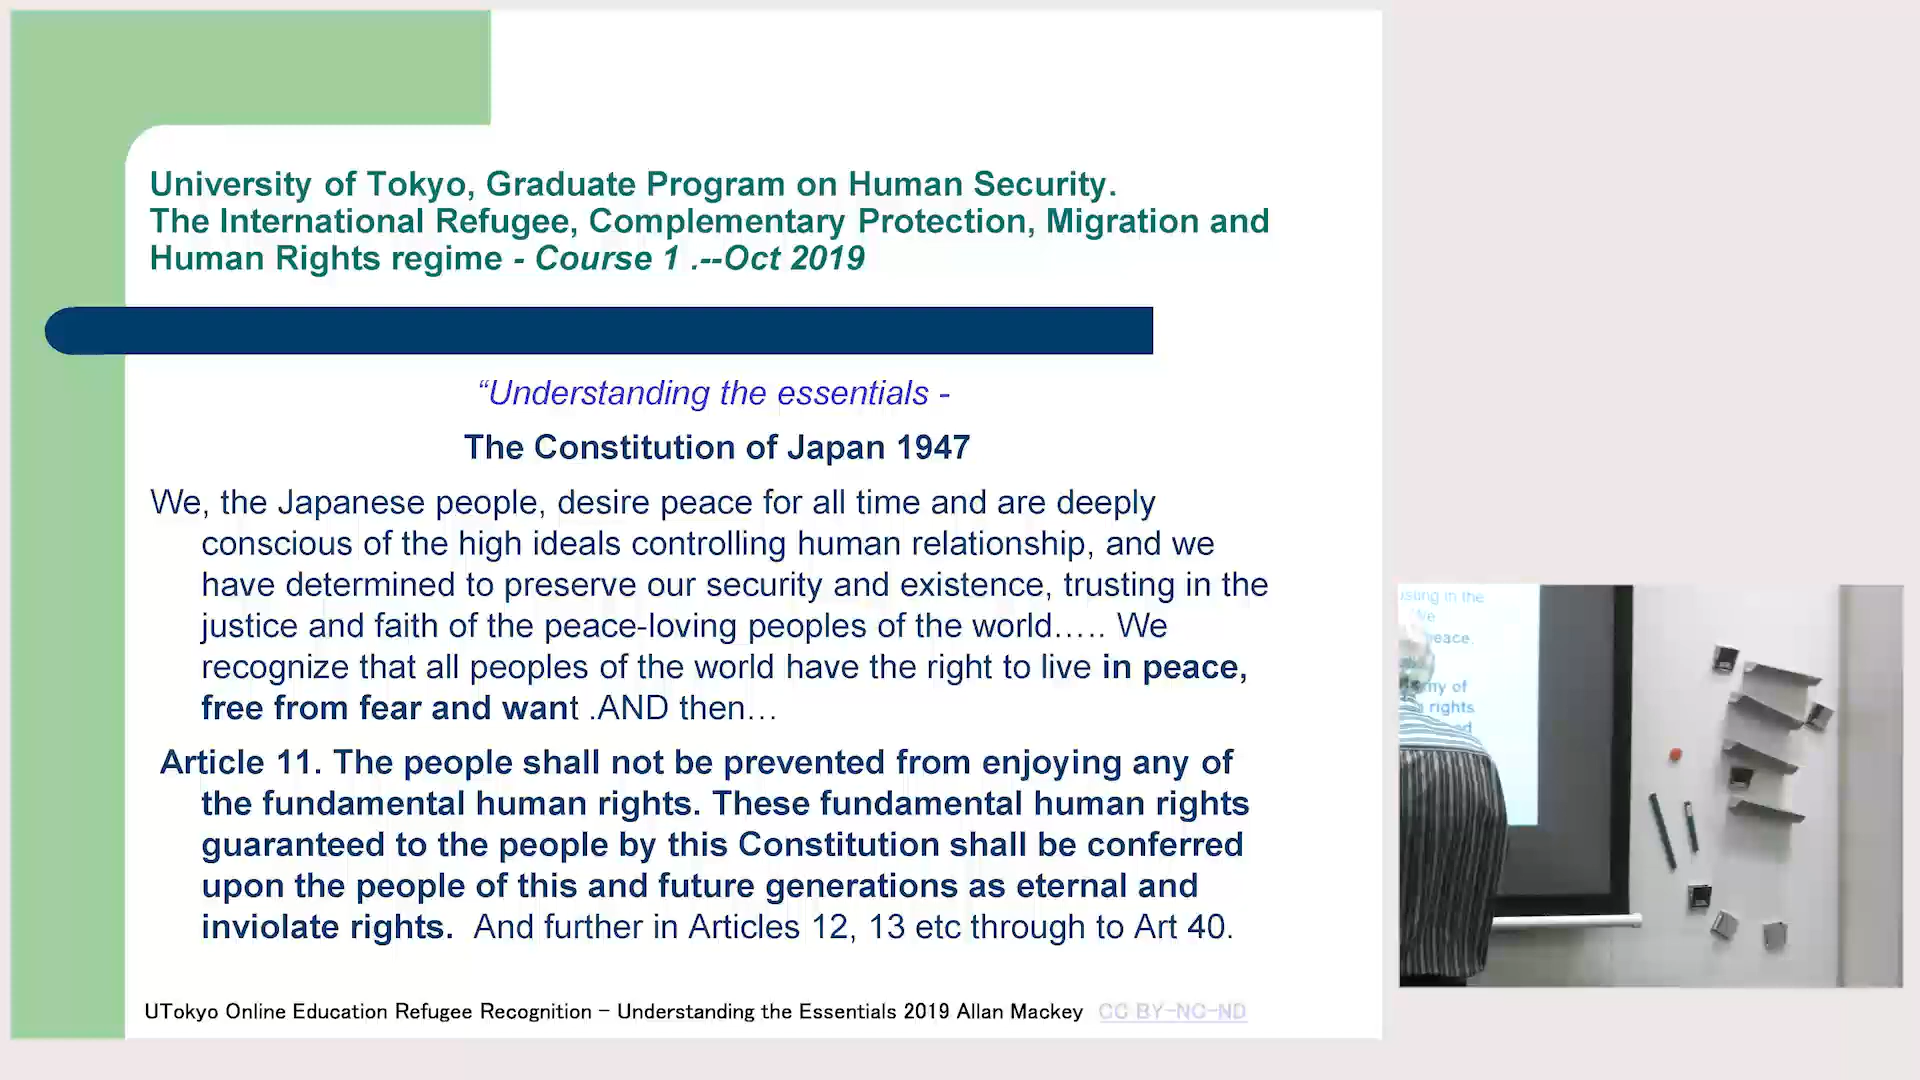 University of Tokyo, Graduate Program on Human Security.
The International Refugee, Complementary Protection, Migration and
Human Rights regime - Course 1 .--Oct 2019
“Understanding the essentials -
The Constitution of Japan 1947
We, the Japanese people, desire peace for all time and are deeply
conscious of the high ideals controlling human relationship, and we
have determined to preserve our security and existence, trusting in the
justice and faith of the peace-loving peoples of the world….. We
recognize that all peoples of the world have the right to live in peace,
free from fear and want .AND then…
Article 11. The people shall not be prevented from enjoying any of
the fundamental human rights. These fundamental human rights
guaranteed to the people by this Constitution shall be conferred
upon the people of this and future generations as eternal and
inviolate rights. And further in Articles 12, 13 etc through to Art 40.
UTokyo Online Education Refugee Recognition - Understanding the Essentials 2019 Allan Mackey CC BY-NC-ND
in the
peace.
of
rights